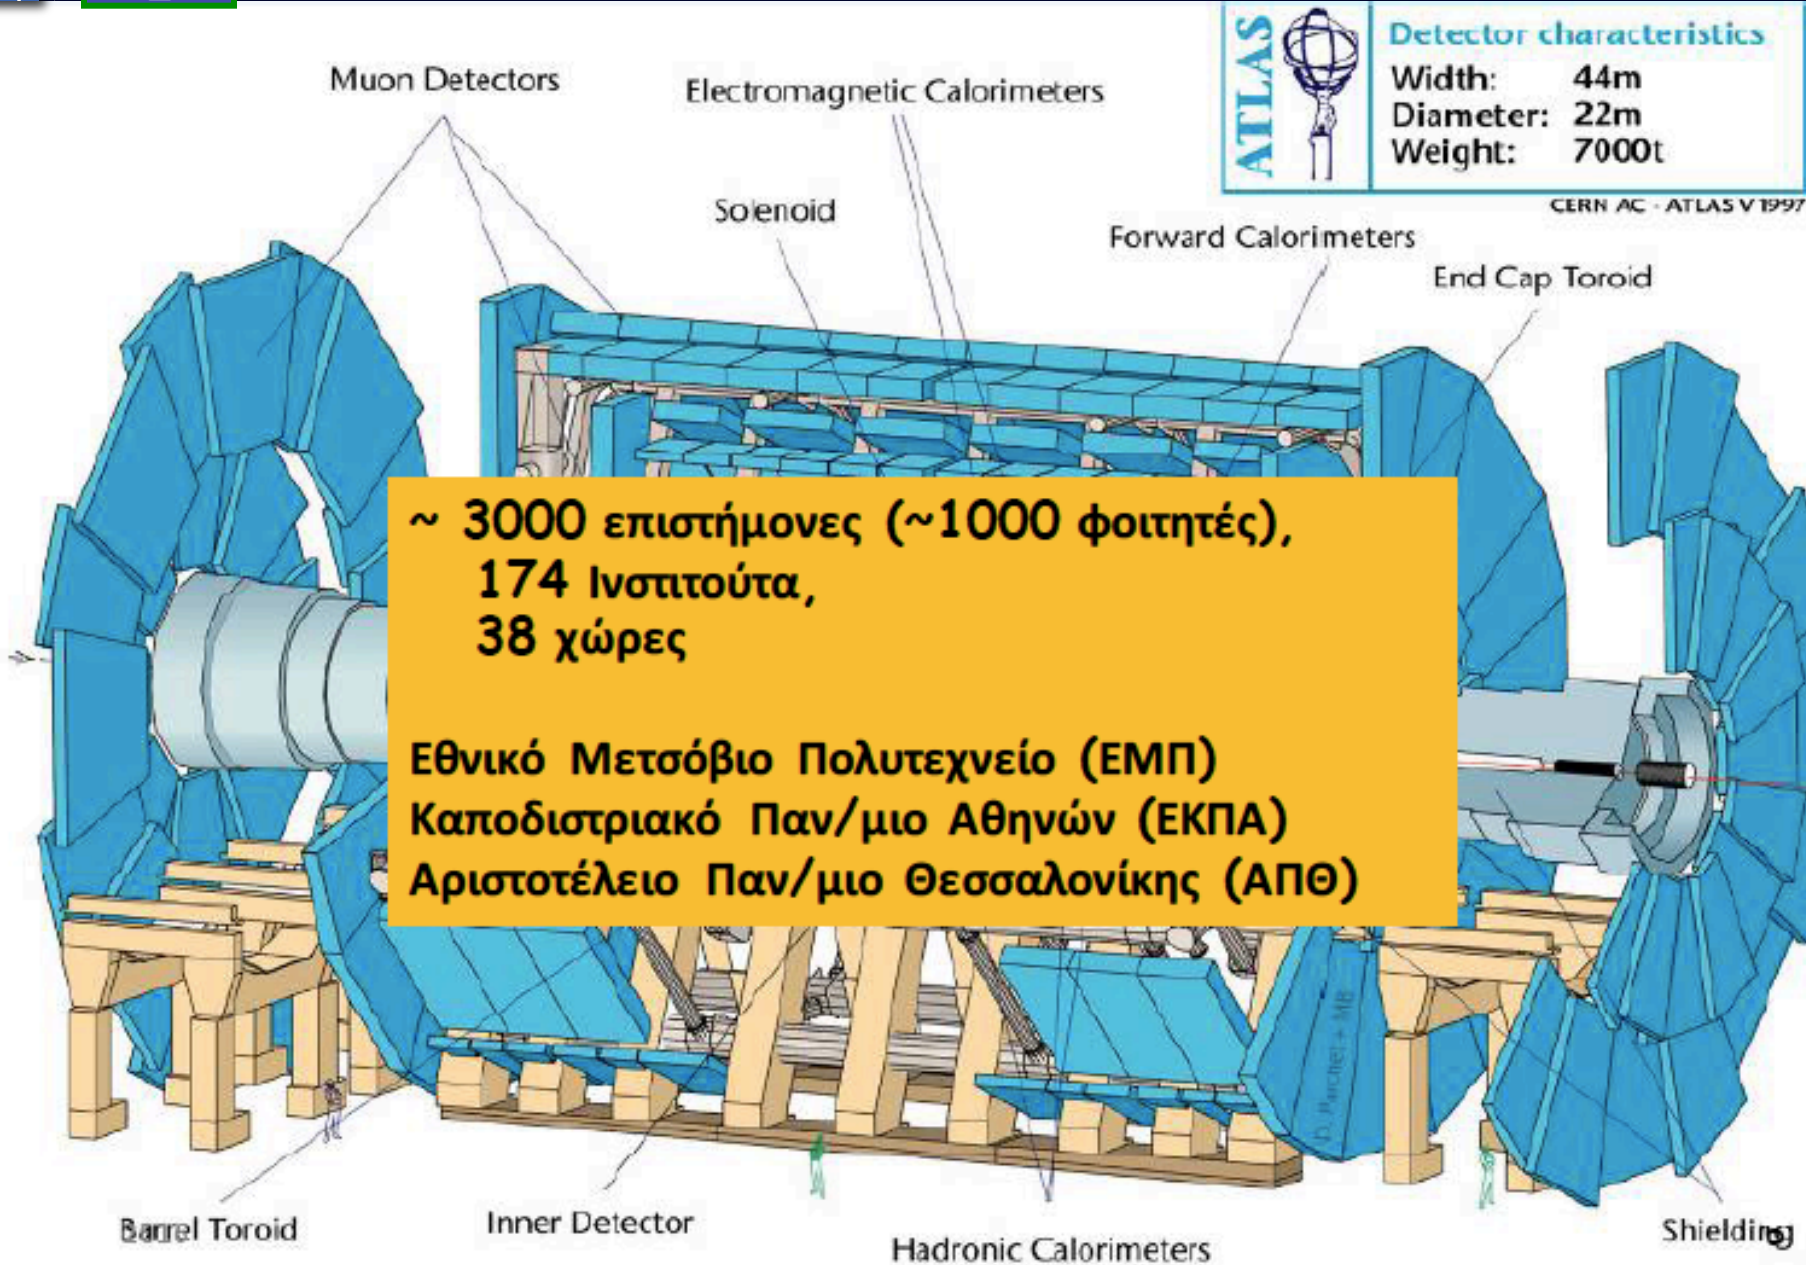 ATLAS
Detector characteristics
Width: 44m
Diameter: 22m
Weight: 7000t
CERN AC - ATLAS V 1997
Muon Detectors
Electromagnetic Calorimeters
Solenoid
Forward Calorimeters
End Cap Toroid
~ 3000 επιστήμονες (~1000 φοιτητές),
174 Ινστιτούτα,
38 χώρες
Εθνικό Μετσόβιο Πολυτεχνείο (ΕΜΠ)
Καποδιστριακό Παν/μιο Αθηνών (ΕΚΠΑ)
Αριστοτέλειο Παν/μιο Θεσσαλονίκης (ΑΠΘ)
Barrel Toroid
Inner Detector
Hadronic Calorimeters
Shielding